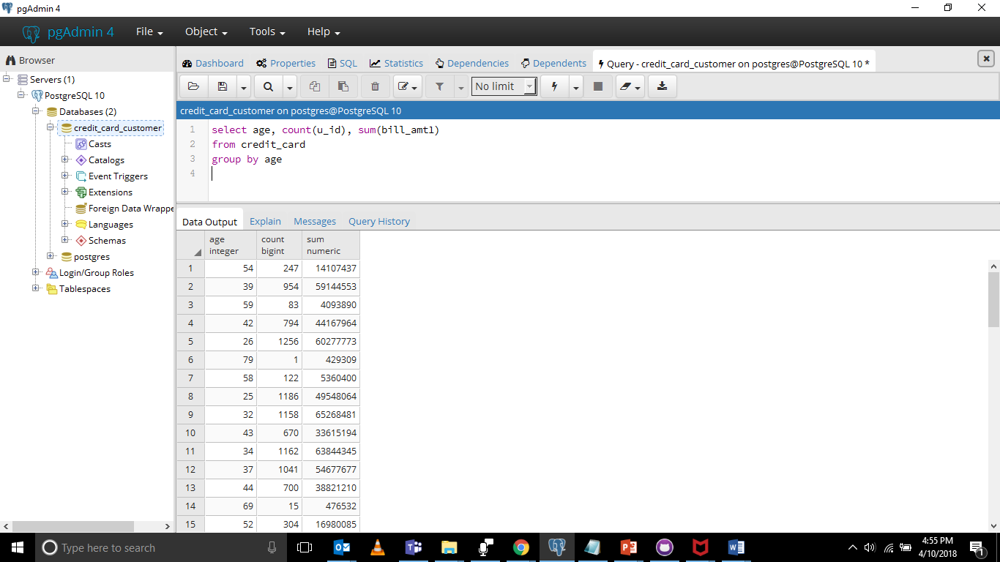 pgAdmin 4
pgAdmin 4 File Object Tools Help
Browser
Dashboard Properties SQL Statistics Dependencies Dependents Query - credit_card_customer on postgres@PostgreSQL 10 *
No limit
credit_card_customer on postgres@PostgreSQL 10
Servers (1)
PostgreSQL 10
Databases (2)
credit_card_customer
Casts
Catalogs
Event Triggers
Extensions
Foreign Data Wrappe
Languages
Schemas
postgres
Login/Group Roles
Tablespaces
1 select age, count(u_id), sum(bill_amt1)
2 from credit_card
3 group by age
4
Data Output Explain Messages Query History
age count sum
integer bigint numeric
1 54 247 14107437
2 39 954 59144553
3 59 83 4093890
4 42 794 44167964
5 26 1256 60277773
6 79 1 429309
7 58 122 5360400
8 25 1186 49548064
9 32 1158 65268481
10 43 670 33615194
11 34 1162 63844345
12 37 1041 54677677
13 44 700 38821210
14 69 15 476532
15 52 304 16980085
Type here to search
4:55 PM
4/10/2018
1